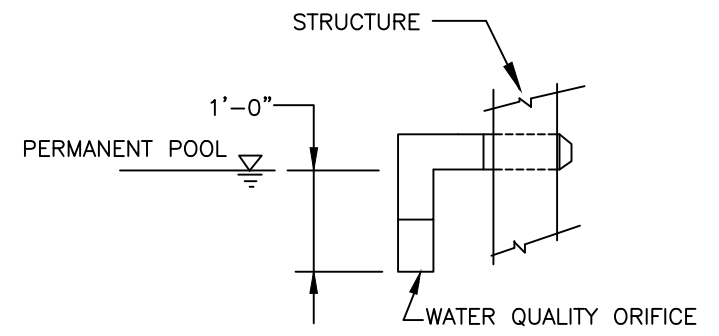 STRUCTURE
1'-0"
PERMANENT POOL
WATER QUALITY ORIFICE